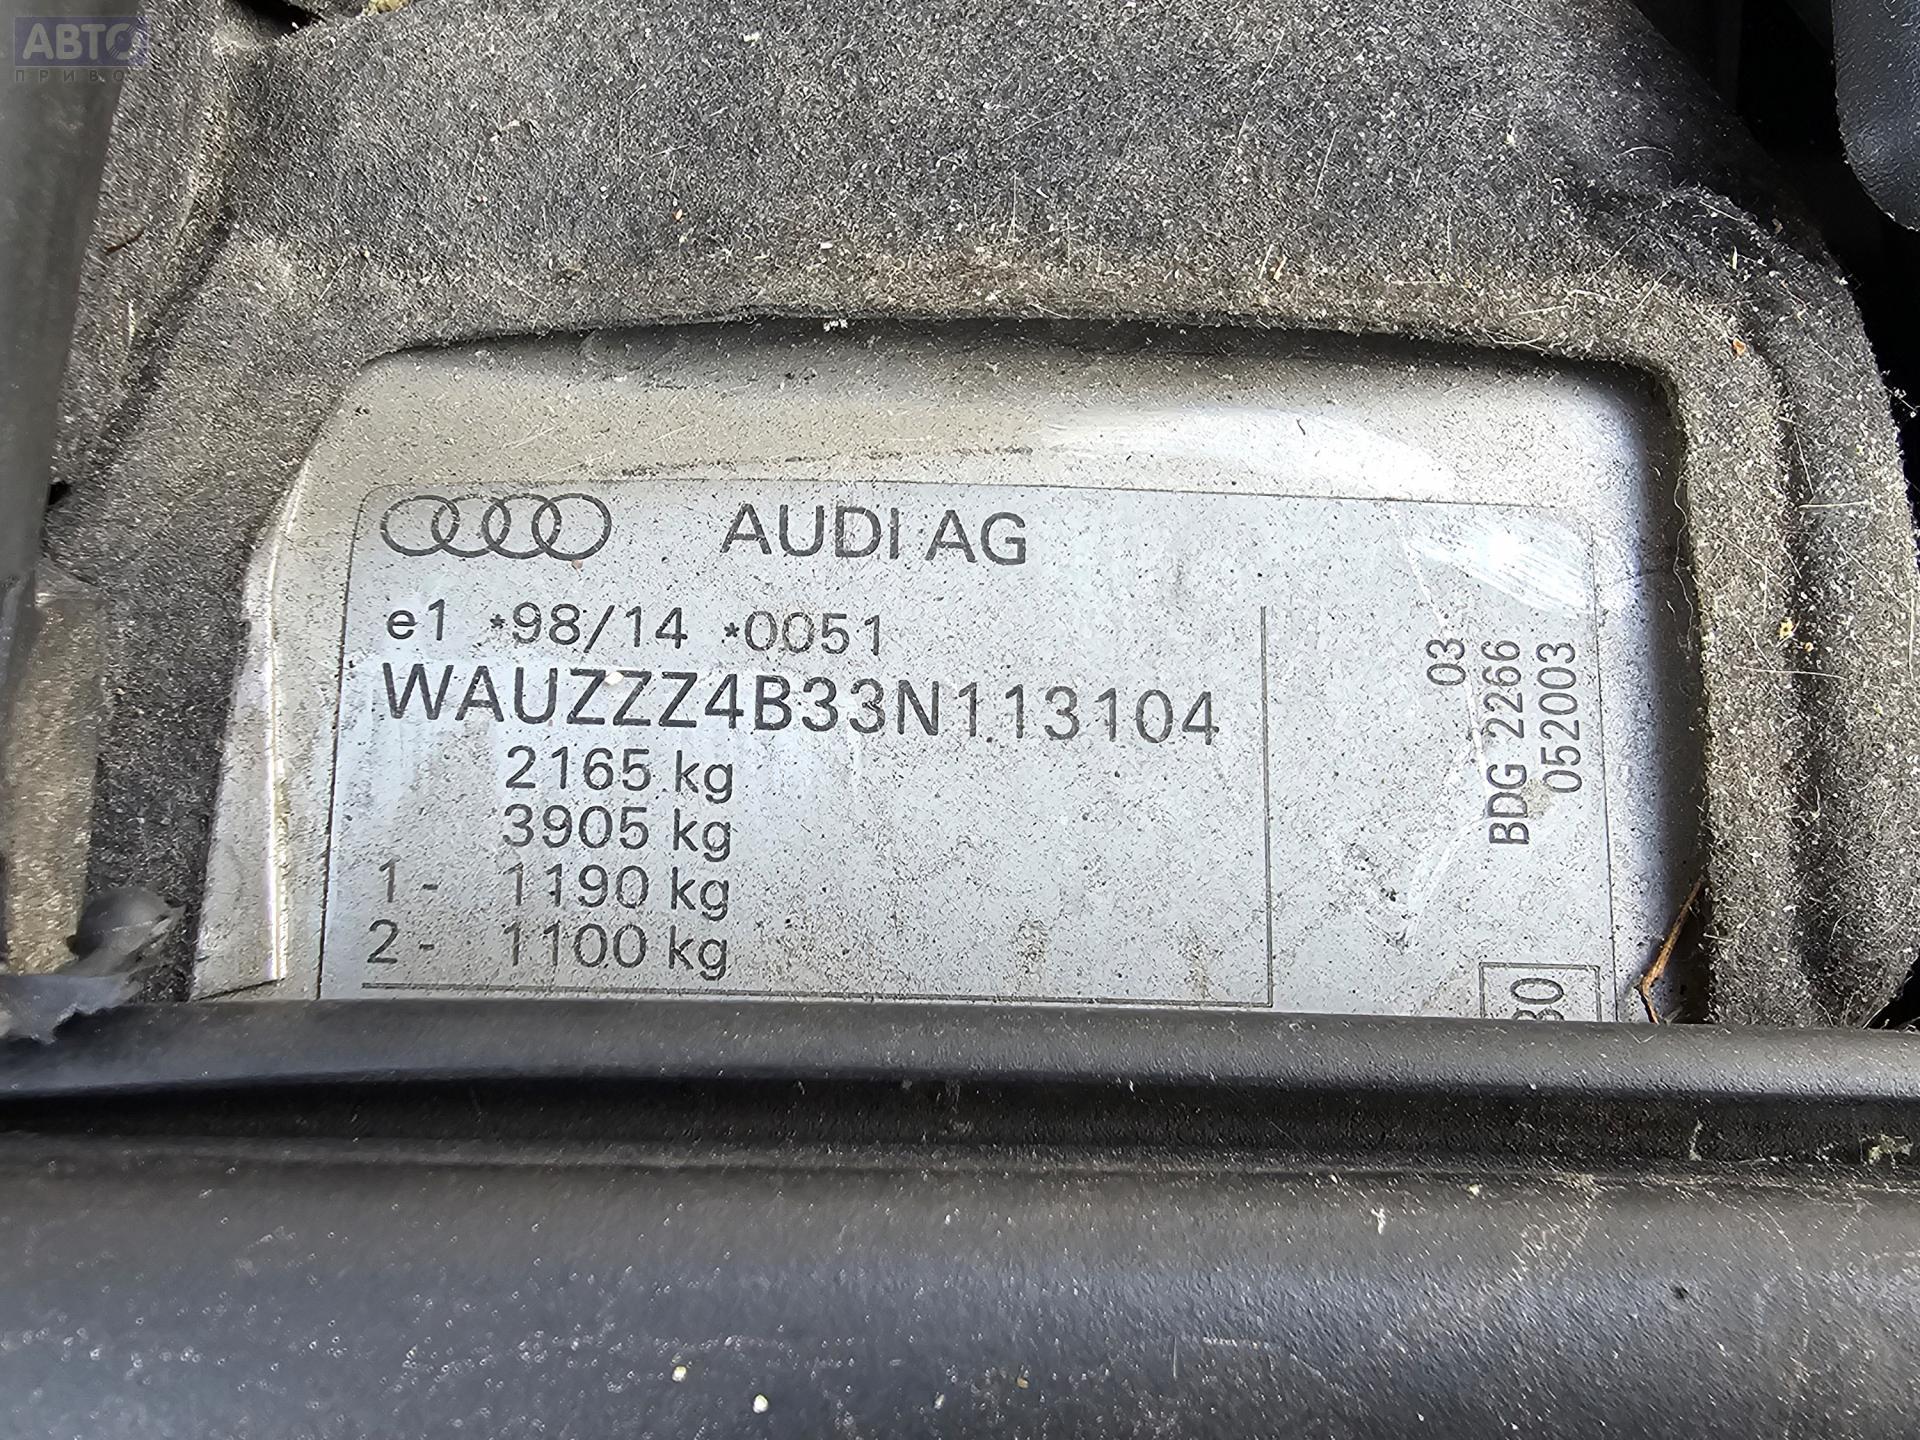 АВТО
ПРИВО
AUDI AG
e1 *98/14 *0051
WAUZZZ4B33N113104
2165 kg
3905 kg
1- 1190 kg
2- 1100 kg
03
BDG 2266
052003